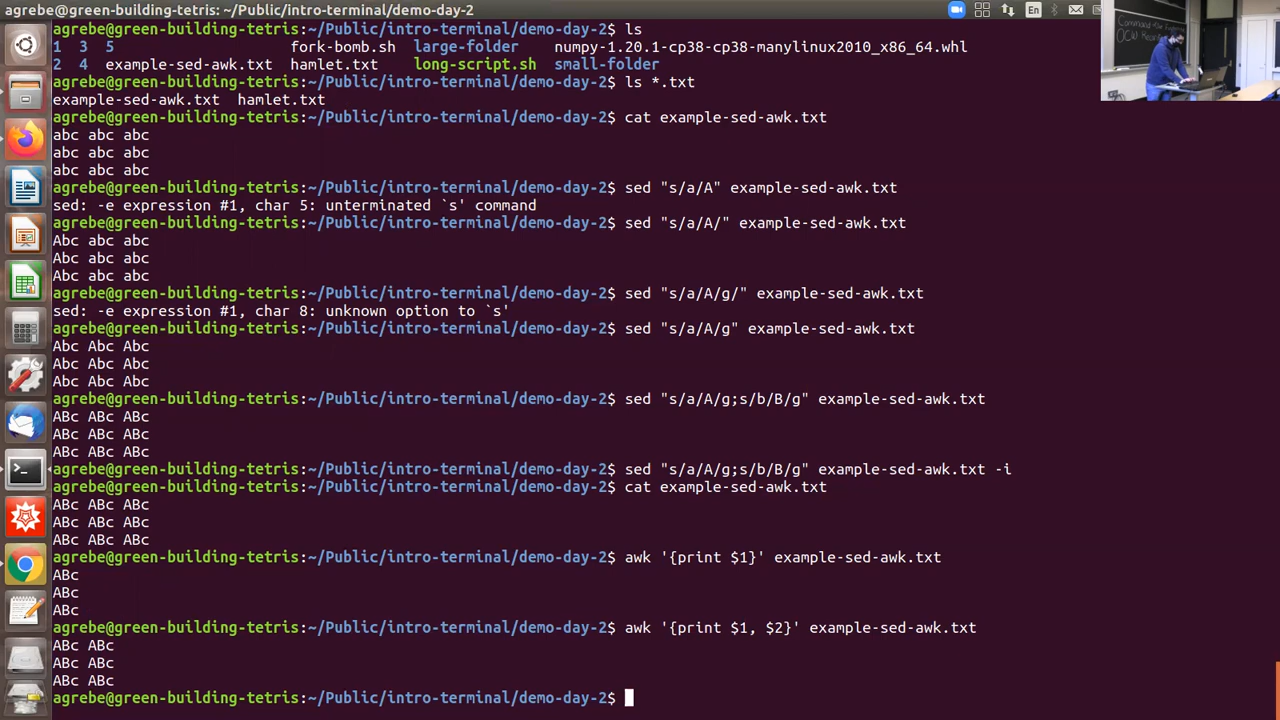 agrebe@green-building-tetris: ~/Public/intro-terminal/demo-day-2
En
agrebe@green-building-tetris:~/Public/intro-terminal/demo-day-2$ ls
1 3 5 fork-bomb.sh large-folder numpy-1.20.1-cp38-cp38-manylinux2010_x86_64.whl
2 4 example-sed-awk.txt hamlet.txt long-script.sh small-folder
agrebe@green-building-tetris:~/Public/intro-terminal/demo-day-2$ ls *.txt
example-sed-awk.txt hamlet.txt
agrebe@green-building-tetris:~/Public/intro-terminal/demo-day-2$ cat example-sed-awk.txt
abc abc abc
abc abc abc
abc abc abc
agrebe@green-building-tetris:~/Public/intro-terminal/demo-day-2$ sed "s/a/A" example-sed-awk.txt
sed: -e expression #1, char 5: unterminated `s' command
agrebe@green-building-tetris:~/Public/intro-terminal/demo-day-2$ sed "s/a/A/" example-sed-awk.txt
Abc abc abc
Abc abc abc
Abc abc abc
agrebe@green-building-tetris:~/Public/intro-terminal/demo-day-2$ sed "s/a/A/g/" example-sed-awk.txt
sed: -e expression #1, char 8: unknown option to `s'
agrebe@green-building-tetris:~/Public/intro-terminal/demo-day-2$ sed "s/a/A/g" example-sed-awk.txt
Abc Abc Abc
Abc Abc Abc
Abc Abc Abc
agrebe@green-building-tetris:~/Public/intro-terminal/demo-day-2$ sed "s/a/A/g;s/b/B/g" example-sed-awk.txt
ABc ABc ABc
ABc ABc ABc
ABc ABc ABc
agrebe@green-building-tetris:~/Public/intro-terminal/demo-day-2$ sed "s/a/A/g;s/b/B/g" example-sed-awk.txt -i
agrebe@green-building-tetris:~/Public/intro-terminal/demo-day-2$ cat example-sed-awk.txt
ABc ABc ABc
ABc ABc ABc
ABc ABc ABc
agrebe@green-building-tetris:~/Public/intro-terminal/demo-day-2$ awk '{print $1}' example-sed-awk.txt
ABc
ABc
ABc
agrebe@green-building-tetris:~/Public/intro-terminal/demo-day-2$ awk '{print $1, $2}' example-sed-awk.txt
ABc ABc
ABc ABc
ABc ABc
agrebe@green-building-tetris:~/Public/intro-terminal/demo-day-2$